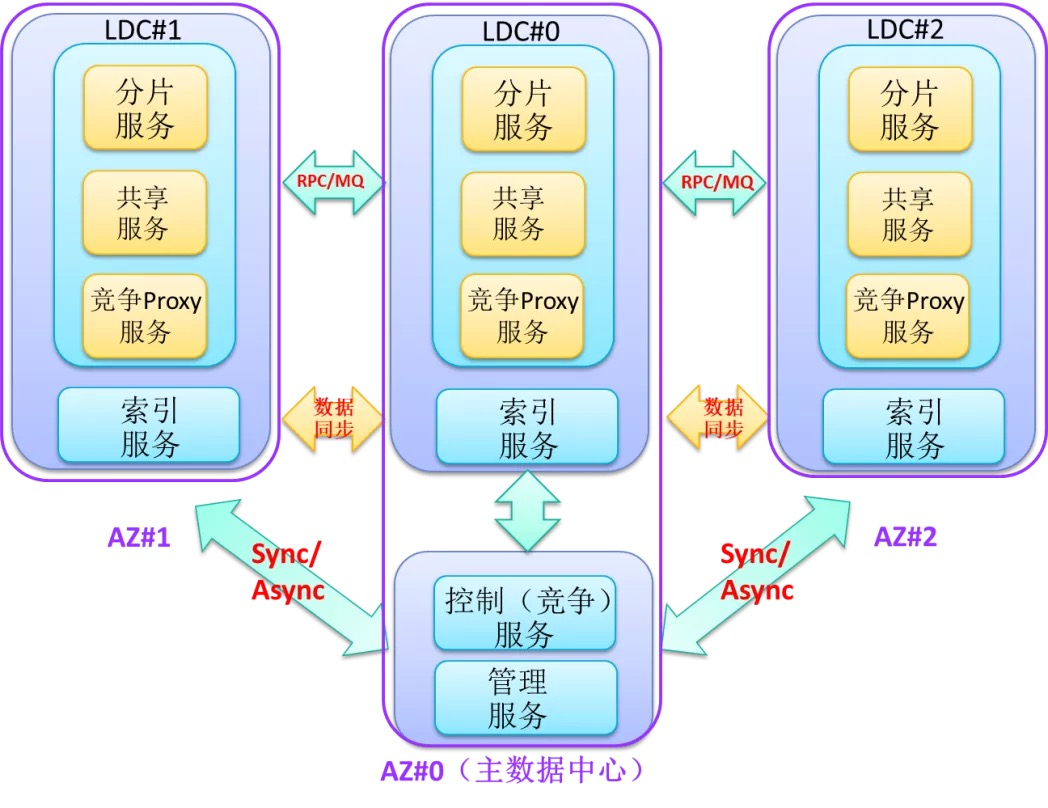 LDC#1
分片
服务
共享
服务
竞争Proxy
服务
索引
服务
AZ#1
RPC/MQ
数据
同步
Sync/
Async
LDC#0
分片
服务
共享
服务
竞争Proxy
服务
索引
服务
控制（竞争）
服务
管理
服务
AZ#0（主数据中心）
RPC/MQ
数据
同步
Sync/
Async
LDC#2
分片
服务
共享
服务
竞争Proxy
服务
索引
服务
AZ#2